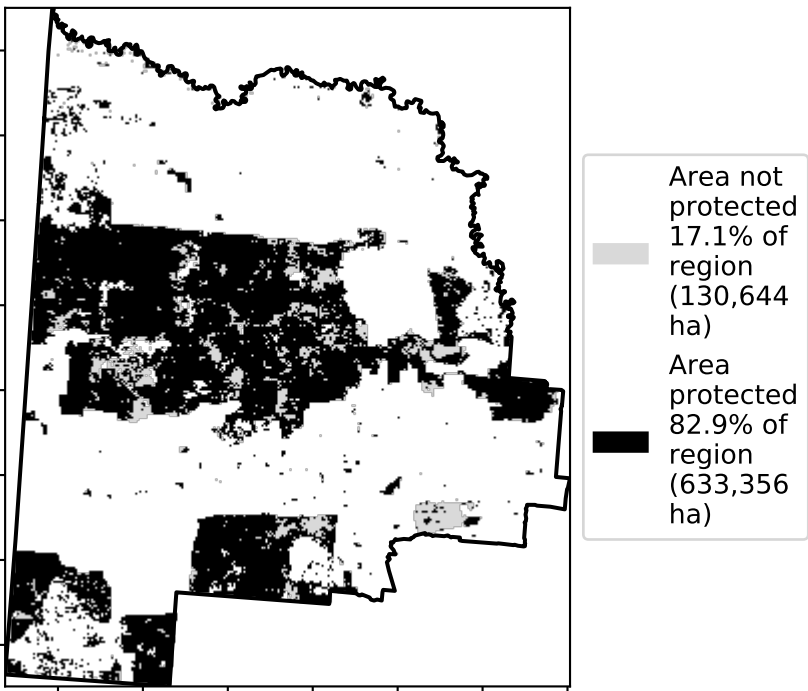 Area not
protected
17.1% of
region
(130,644
ha)
Area
protected
82.9% of
region
(633,356
ha)